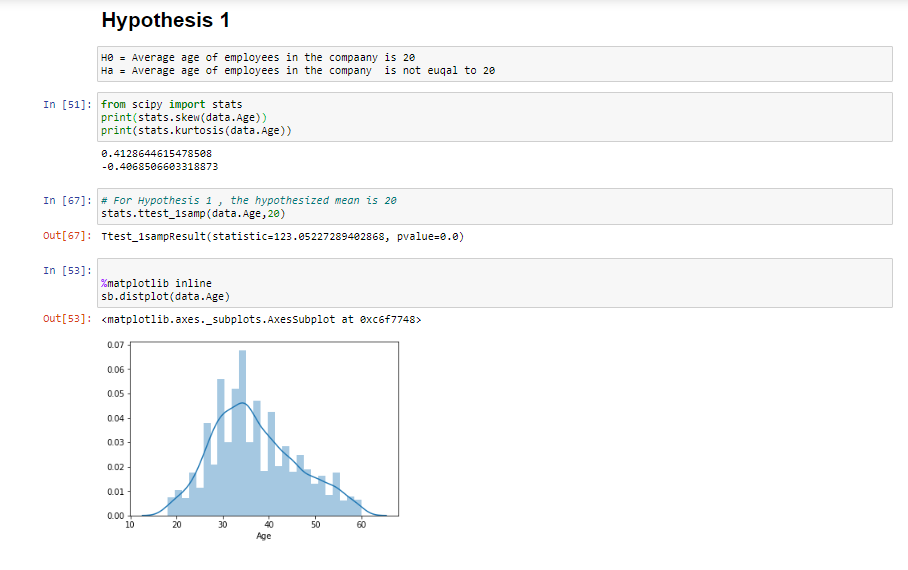 Hypothesis 1
H0 = Average age of employees in the compaany is 20
Ha = Average age of employees in the company  is not euqal to 20
In [51]: from scipy import stats
print(stats.skew(data.Age))
print(stats.kurtosis(data.Age))
0.4128644615478508
-0.4068506603318873
In [67]: # For Hypothesis 1 , the hypothesized mean is 20
stats.ttest_1samp(data.Age,20)
Out[67]: Ttest_1sampResult(statistic=123.05227289402868, pvalue=0.0)
In [53]:
%matplotlib inline
sb.distplot(data.Age)
Out[53]: <matplotlib.axes._subplots.AxesSubplot at 0xc6f7748>
0.07
0.06
0.05
0.04
0.03
0.02
0.01
0.00
10 20 30 40 50 60
Age